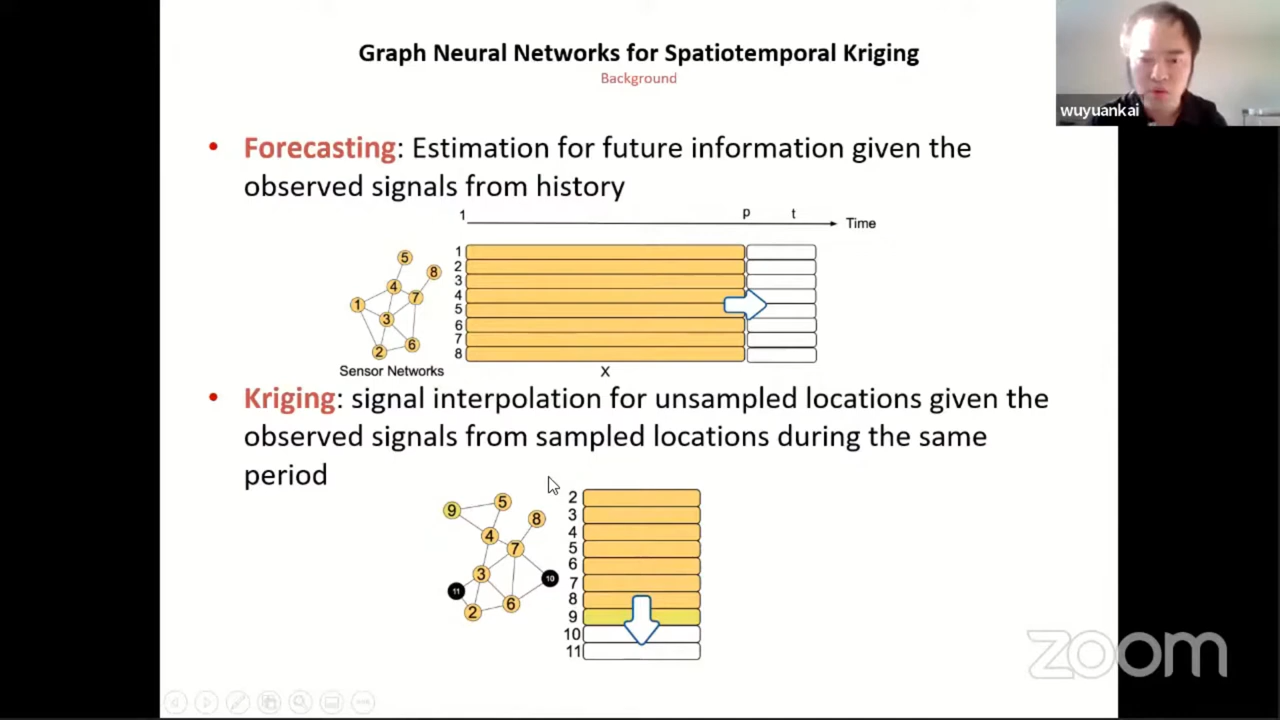 Graph Neural Networks for Spatiotemporal Kriging
Background
wuyuankai
• Forecasting: Estimation for future information given the
observed signals from history
1 p t
Time
1
2
3
4
5
6
7
8
5
8
4
7
1
3
6
2
Sensor Networks
X
• Kriging: signal interpolation for unsampled locations given the
observed signals from sampled locations during the same
period
9
5
8
4
7
3
10
11
2
6
2
3
4
5
6
7
8
9
10
11
zoom